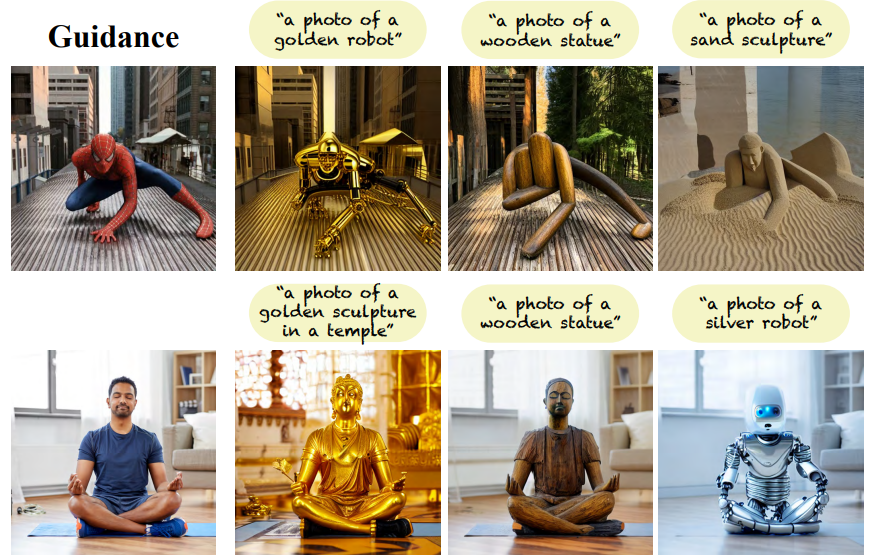 Guidance
“a photo of a
golden robot”
“a photo of a
wooden statue”
“a photo of a
sand sculpture”
“a photo of a
golden sculpture
in a temple”
“a photo of a
wooden statue”
“a photo of a
silver robot”